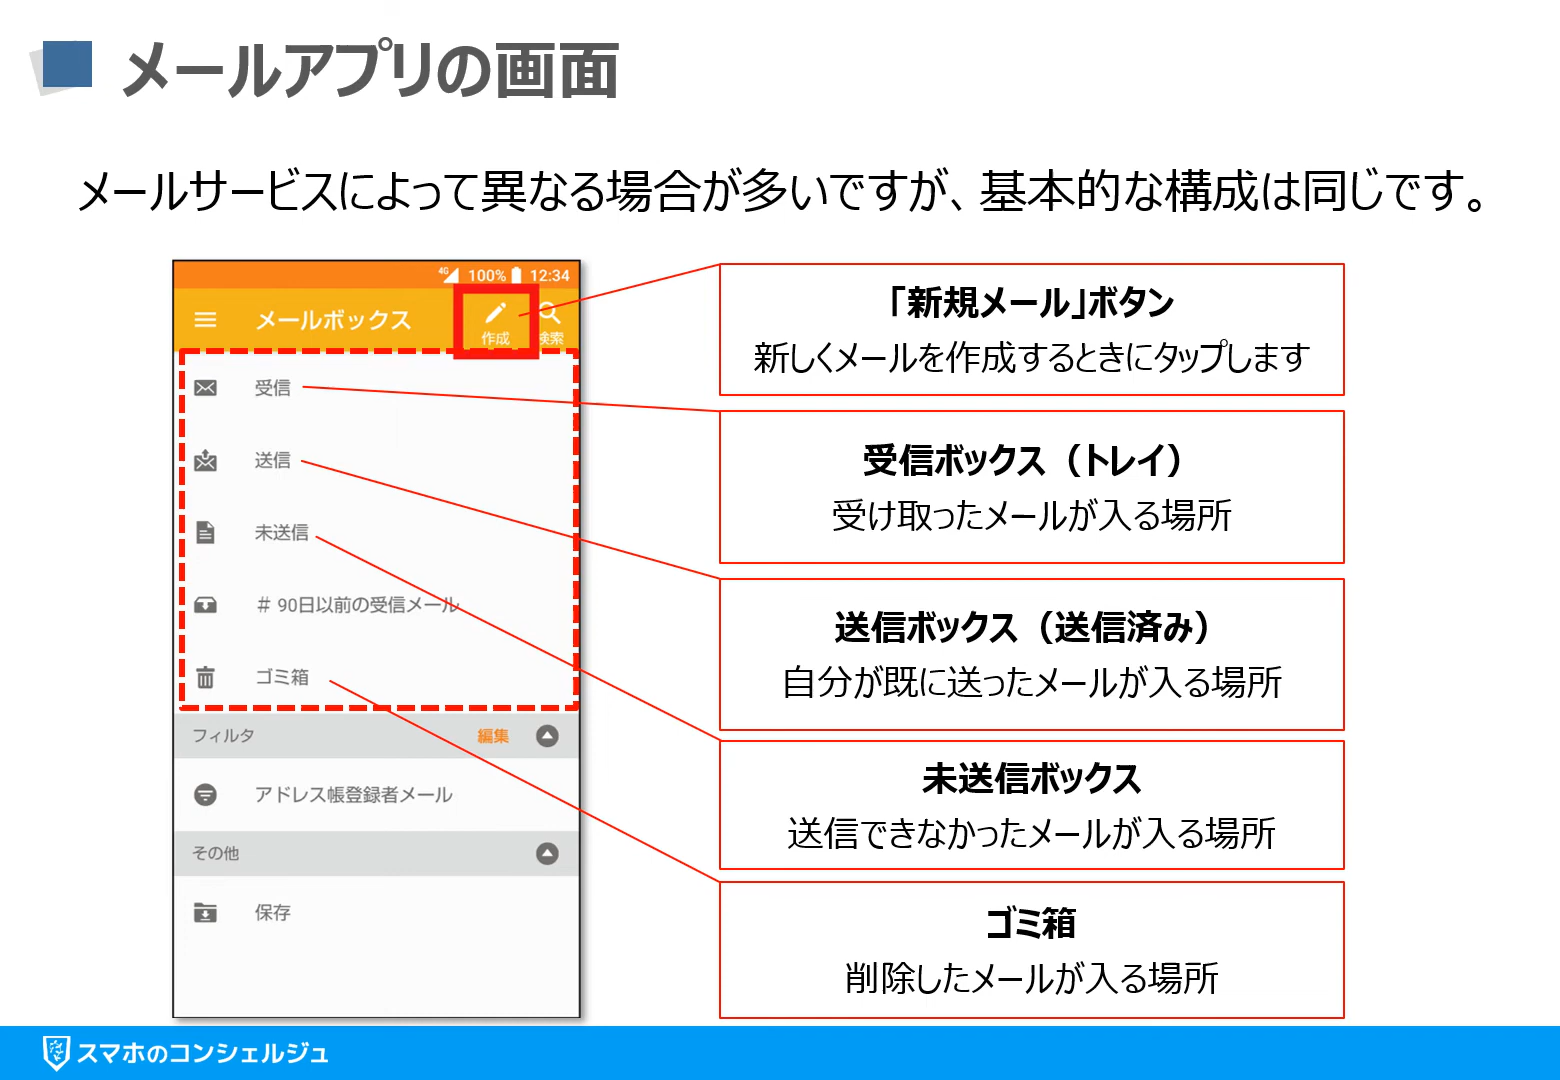 メールアプリの画面
メールサービスによって異なる場合が多いですが、基本的な構成は同じです。
4G 100% 12:34
メールボックス
作成
検索
受信
送信
未送信
# 90日以前の受信メール
ゴミ箱
フィルタ 編集
アドレス帳登録者メール
その他
保存
「新規メール」ボタン
新しくメールを作成するときにタップします
受信ボックス（トレイ）
受け取ったメールが入る場所
送信ボックス（送信済み）
自分が既に送ったメールが入る場所
未送信ボックス
送信できなかったメールが入る場所
ゴミ箱
削除したメールが入る場所
スマホのコンシェルジュ